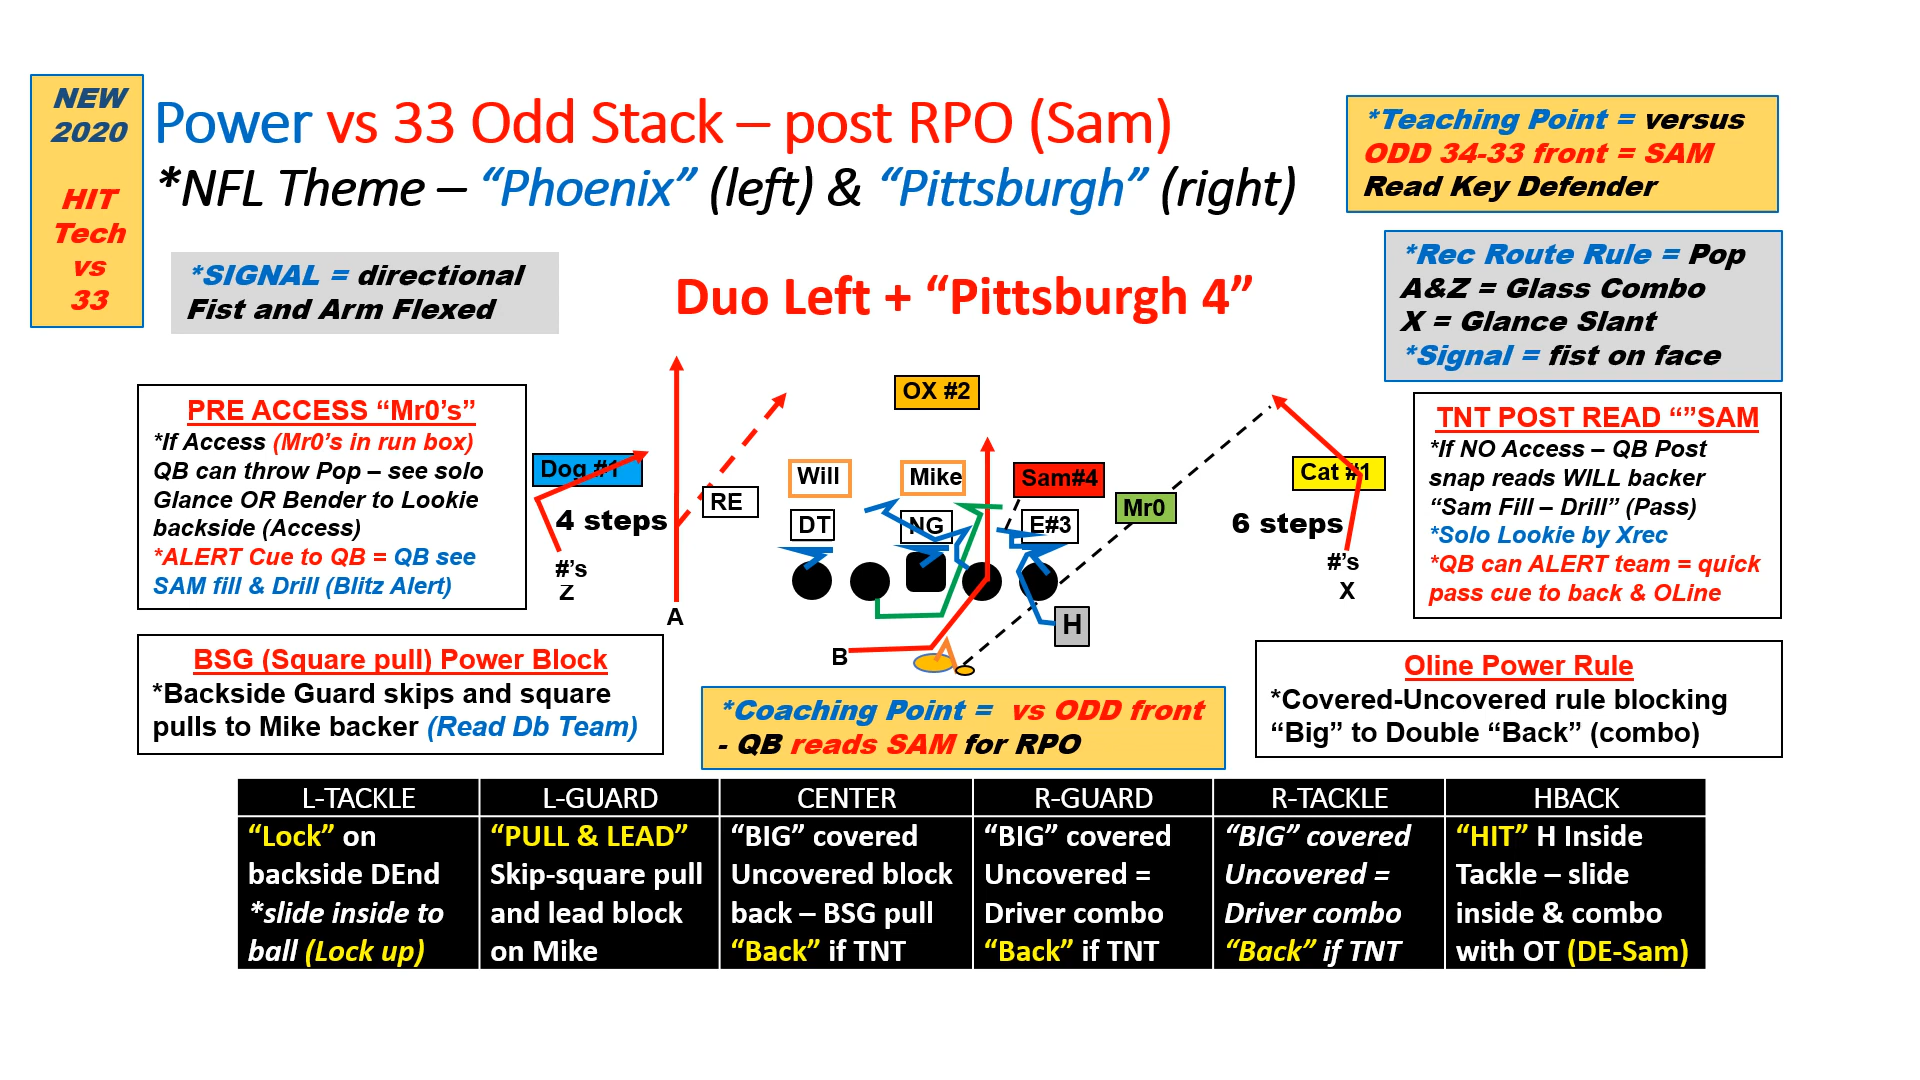 NEW
2020
HIT
Tech
vs
33
Power vs 33 Odd Stack – post RPO (Sam)
*NFL Theme – “Phoenix” (left) & “Pittsburgh” (right)
*Teaching Point = versus
ODD 34-33 front = SAM
Read Key Defender
*SIGNAL = directional
Fist and Arm Flexed
Duo Left + “Pittsburgh 4”
*Rec Route Rule = Pop
A&Z = Glass Combo
X = Glance Slant
*Signal = fist on face
PRE ACCESS “Mr0’s”
*If Access (Mr0’s in run box)
QB can throw Pop – see solo
Glance OR Bender to Lookie
backside (Access)
*ALERT Cue to QB = QB see
SAM fill & Drill (Blitz Alert)
OX #2
Dog #1
Will
Mike
Sam#4
Cat #1
RE
Mr0
4 steps
DT
NG
E#3
6 steps
#’s
Z
#’s
X
A
H
B
TNT POST READ “”SAM
*If NO Access – QB Post
snap reads WILL backer
“Sam Fill – Drill” (Pass)
*Solo Lookie by Xrec
*QB can ALERT team = quick
pass cue to back & OLine
BSG (Square pull) Power Block
*Backside Guard skips and square
pulls to Mike backer (Read Db Team)
*Coaching Point =  vs ODD front
- QB reads SAM for RPO
Oline Power Rule
*Covered-Uncovered rule blocking
“Big” to Double “Back” (combo)
L-TACKLE
“Lock” on
backside DEnd
*slide inside to
ball (Lock up)
L-GUARD
“PULL & LEAD”
Skip-square pull
and lead block
on Mike
CENTER
“BIG” covered
Uncovered block
back – BSG pull
“Back” if TNT
R-GUARD
“BIG” covered
Uncovered =
Driver combo
“Back” if TNT
R-TACKLE
“BIG” covered
Uncovered =
Driver combo
“Back” if TNT
HBACK
“HIT” H Inside
Tackle – slide
inside & combo
with OT (DE-Sam)